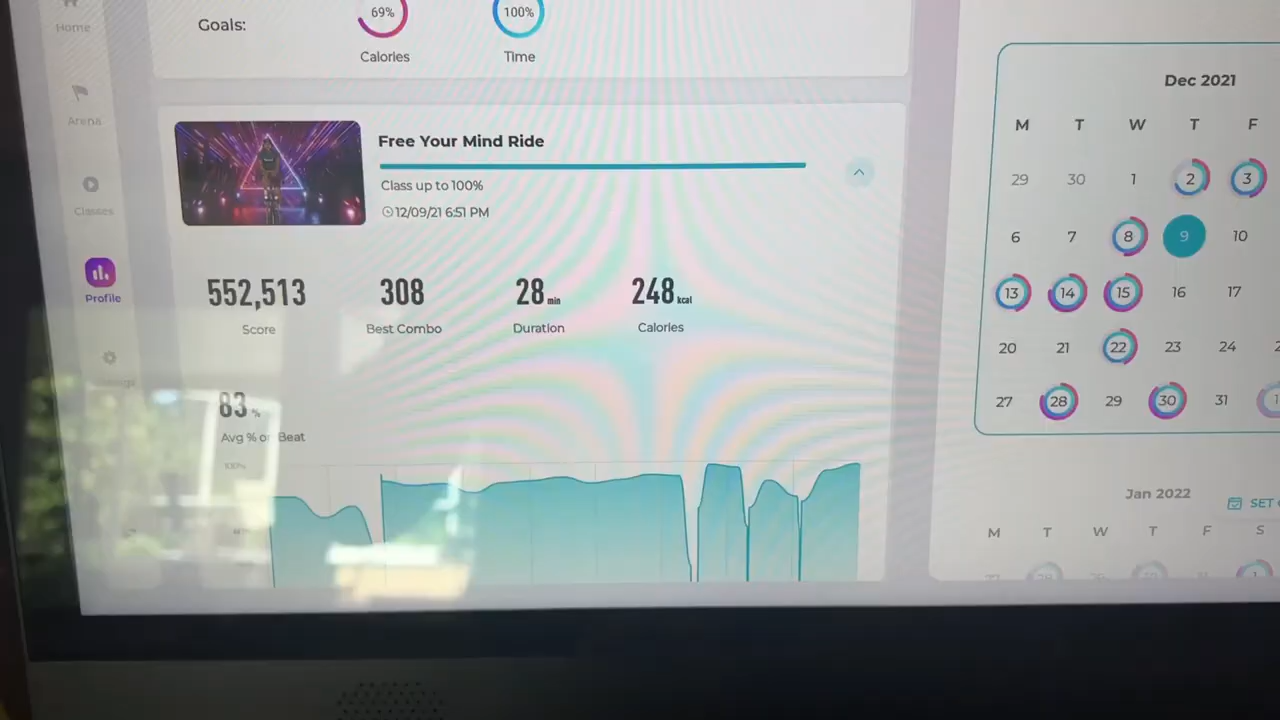 Home
Arena
Classes
Profile
Goals:
69%
100%
Calories
Time
Free Your Mind Ride
Class up to 100%
12/09/21 6:51 PM
552,513
308
28 min
248 kcal
Score
Best Combo
Duration
Calories
83 %
Avg % on Beat
100%
Dec 2021
M T W T F
29 30 1 2 3
6 7 8 9 10
13 14 15 16 17
20 21 22 23 24
27 28 29 30 31 1
Jan 2022
SET
M T W T F S